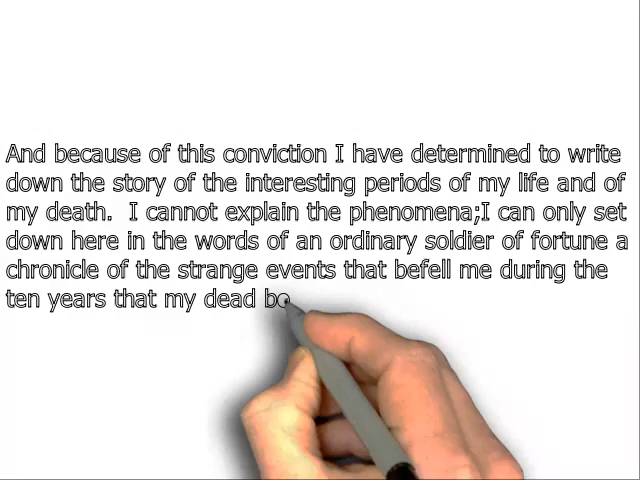 And because of this conviction I have determined to write
down the story of the interesting periods of my life and of
my death.  I cannot explain the phenomena;I can only set
down here in the words of an ordinary soldier of fortune a
chronicle of the strange events that befell me during the
ten years that my dead bo